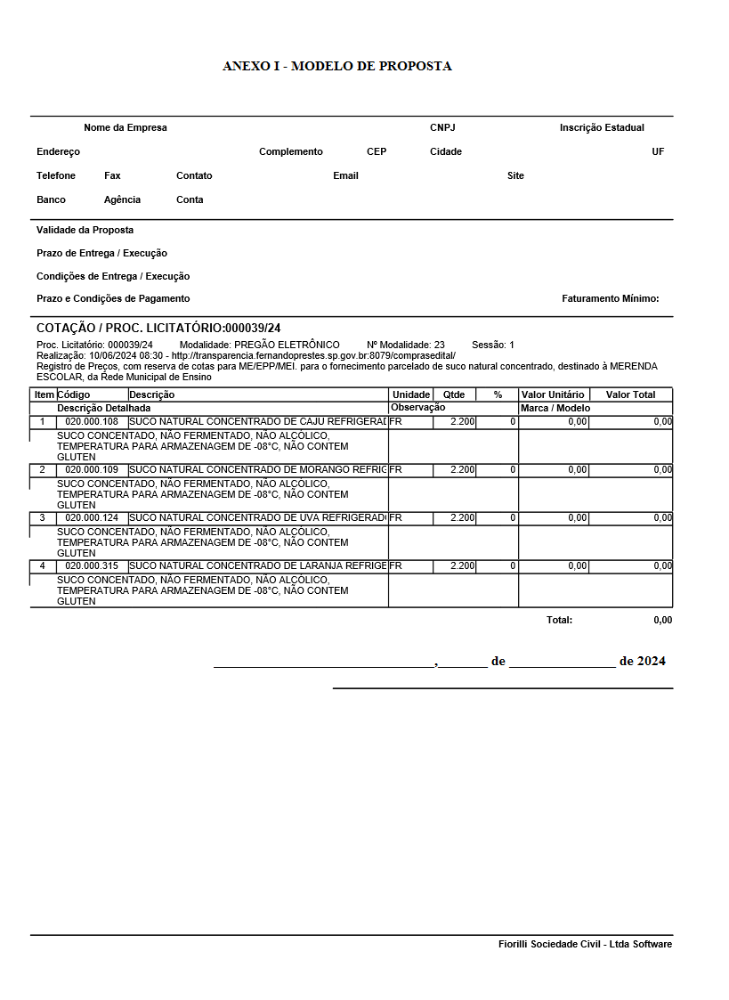 ANEXO I - MODELO DE PROPOSTA
Nome da Empresa CNPJ Inscrição Estadual
Endereço Complemento CEP Cidade UF
Telefone Fax Contato Email Site
Banco Agência Conta
Validade da Proposta
Prazo de Entrega / Execução
Condições de Entrega / Execução
Prazo e Condições de Pagamento Faturamento Mínimo:
COTAÇÃO / PROC. LICITATÓRIO:000039/24
Proc. Licitatório: 000039/24 Modalidade: PREGÃO ELETRÔNICO Nº Modalidade: 23 Sessão: 1
Realização: 10/06/2024 08:30 - http://transparencia.fernandoprestes.sp.gov.br:8079/comprasedital/
Registro de Preços, com reserva de cotas para ME/EPP/MEI. para o fornecimento parcelado de suco natural concentrado, destinado à MERENDA
ESCOLAR, da Rede Municipal de Ensino
Item Código Descrição Unidade Qtde % Valor Unitário Valor Total
Descrição Detalhada Observação Marca / Modelo
1 020.000.108 SUCO NATURAL CONCENTRADO DE CAJU REFRIGERAD FR 2.200 0 0,00 0,00
SUCO CONCENTADO, NÃO FERMENTADO, NÃO ALCÓLICO,
TEMPERATURA PARA ARMAZENAGEM DE -08°C, NÃO CONTEM
GLUTEN
2 020.000.109 SUCO NATURAL CONCENTRADO DE MORANGO REFRIG FR 2.200 0 0,00 0,00
SUCO CONCENTADO, NÃO FERMENTADO, NÃO ALCÓLICO,
TEMPERATURA PARA ARMAZENAGEM DE -08°C, NÃO CONTEM
GLUTEN
3 020.000.124 SUCO NATURAL CONCENTRADO DE UVA REFRIGERADO FR 2.200 0 0,00 0,00
SUCO CONCENTADO, NÃO FERMENTADO, NÃO ALCÓLICO,
TEMPERATURA PARA ARMAZENAGEM DE -08°C, NÃO CONTEM
GLUTEN
4 020.000.315 SUCO NATURAL CONCENTRADO DE LARANJA REFRIGE FR 2.200 0 0,00 0,00
SUCO CONCENTADO, NÃO FERMENTADO, NÃO ALCÓLICO,
TEMPERATURA PARA ARMAZENAGEM DE -08°C, NÃO CONTEM
GLUTEN
Total: 0,00
_______________________________,_______ de _______________ de 2024
Fiorilli Sociedade Civil - Ltda Software